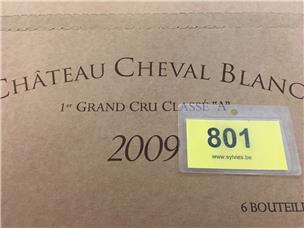 CHÂTEAU CHEVAL BLANC
1er GRAND CRU CLASSÉ "A"
2009
801
www.sylvies.be
6 BOUTEILL